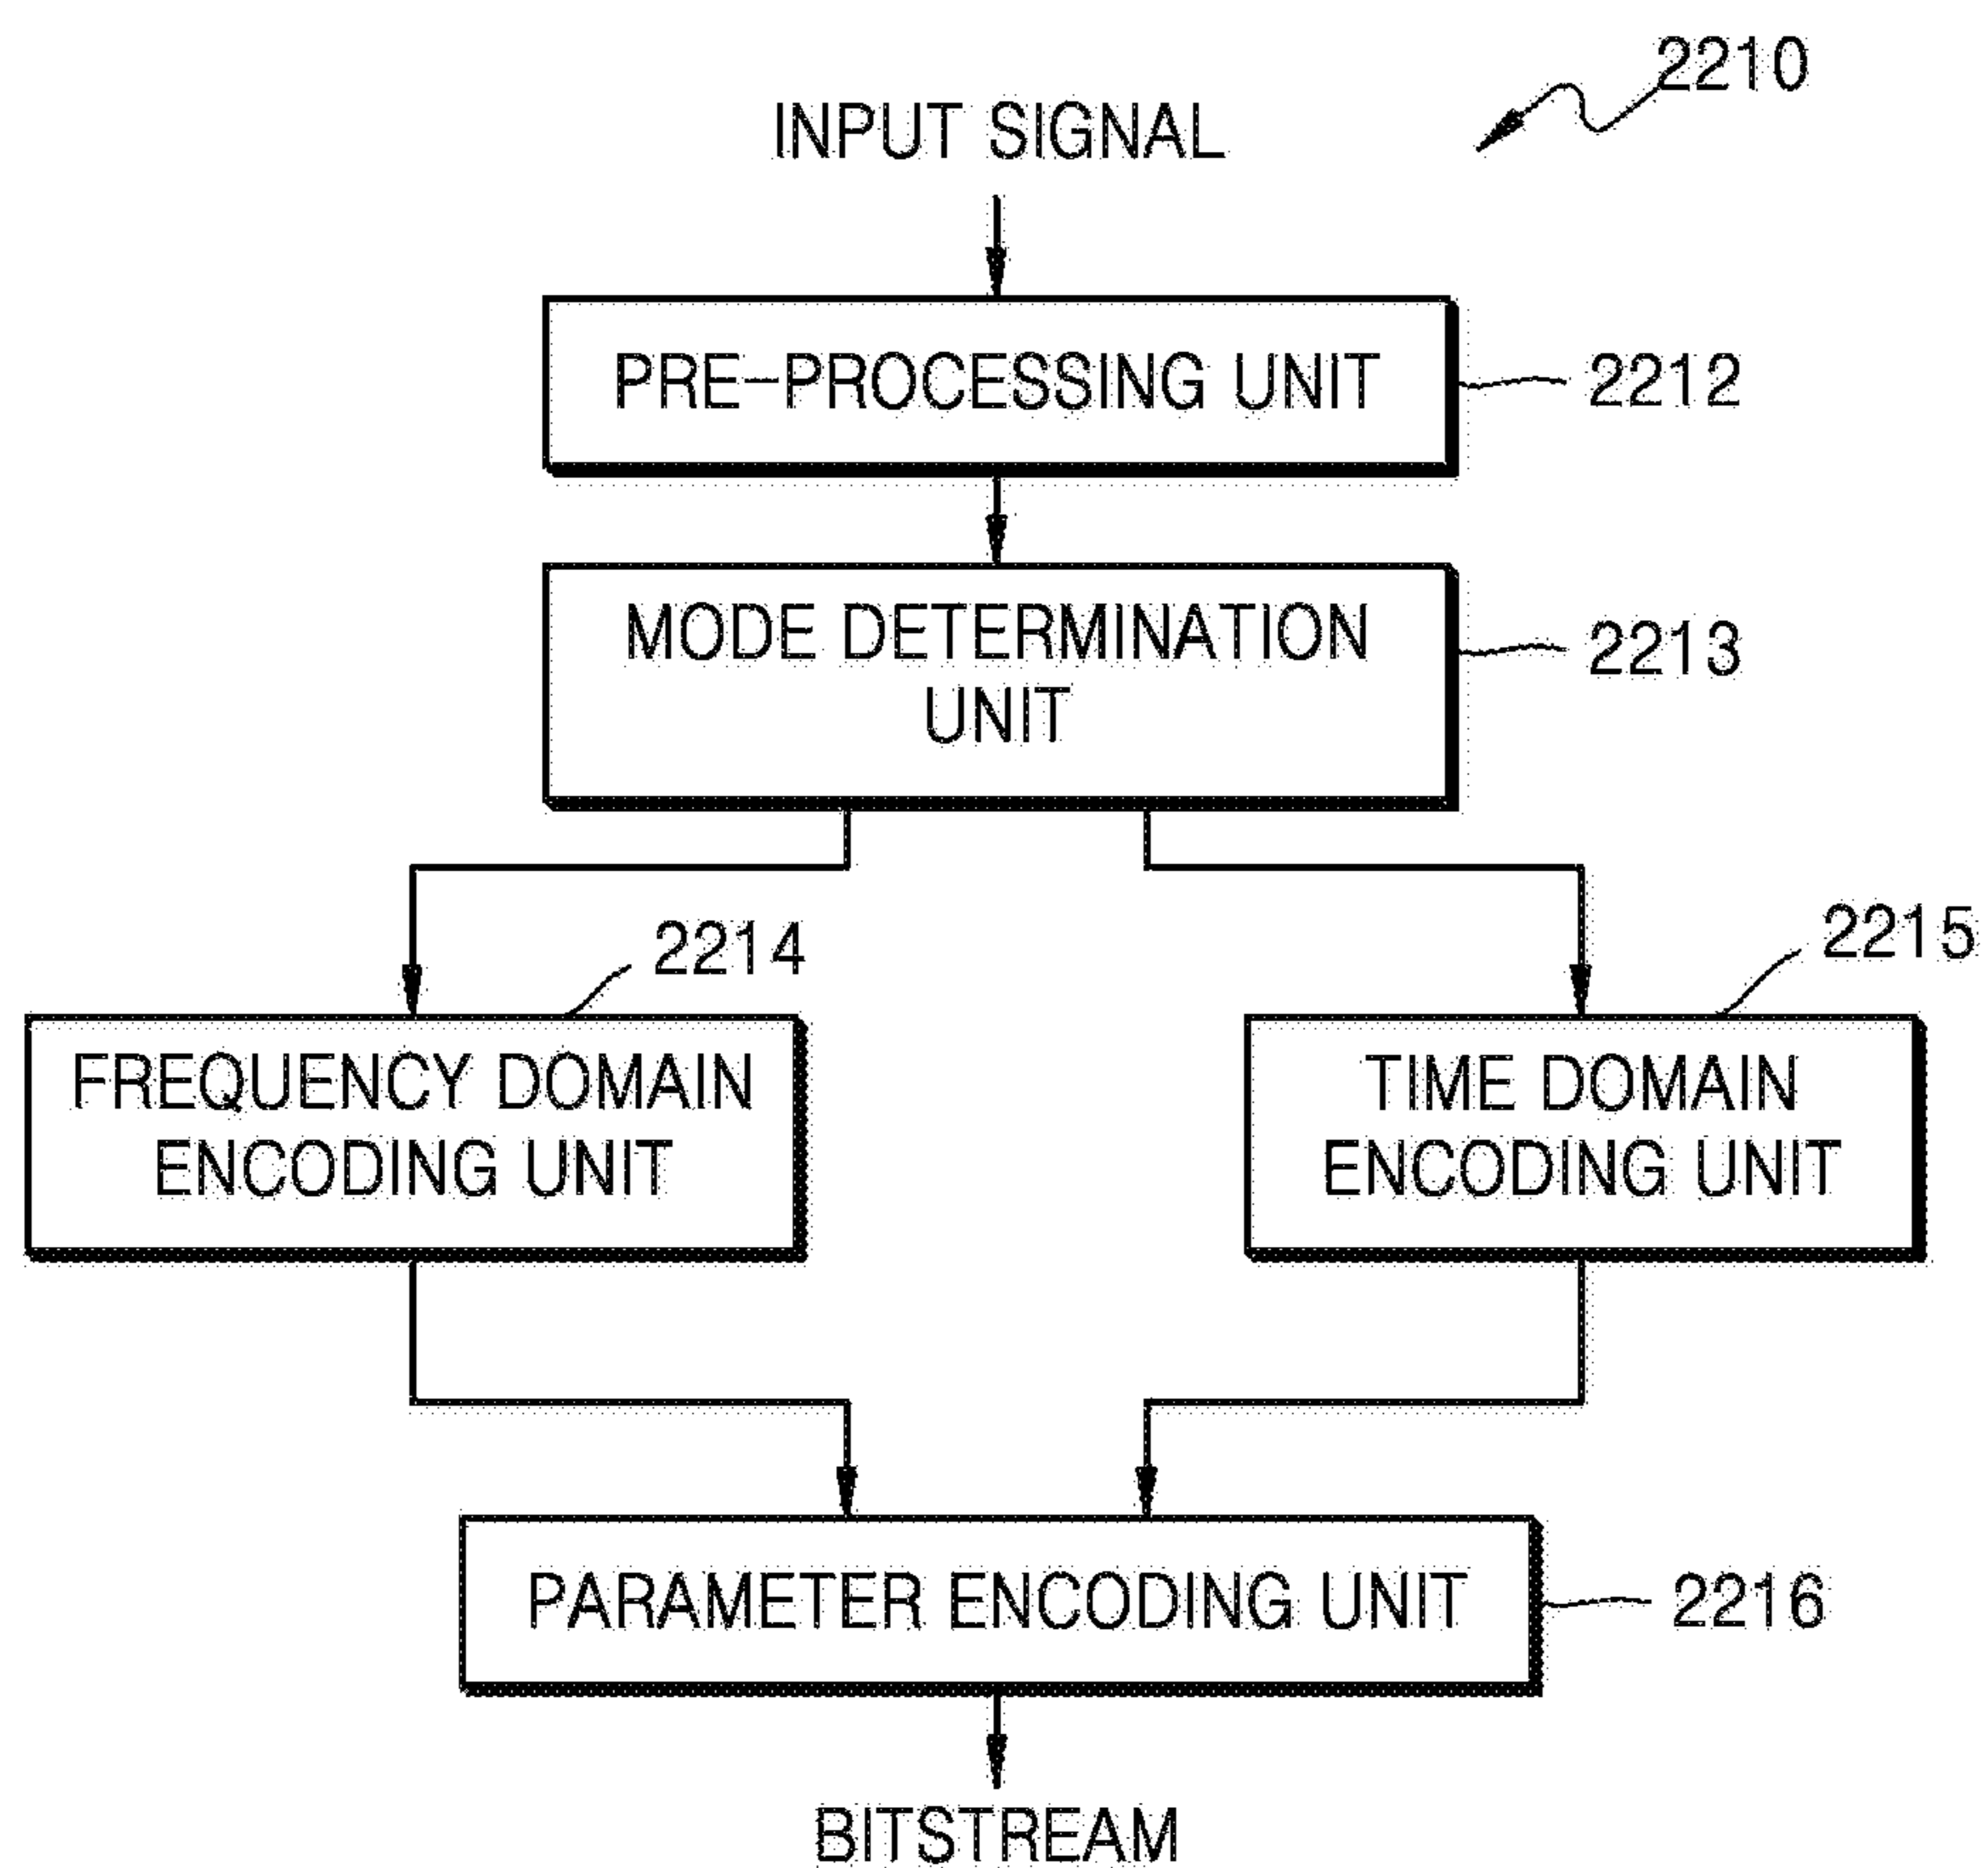 2210
INPUT SIGNAL
PRE-PROCESSING UNIT
2212
MODE DETERMINATION
UNIT
2213
2214
2215
FREQUENCY DOMAIN
ENCODING UNIT
TIME DOMAIN
ENCODING UNIT
PARAMETER ENCODING UNIT
2216
BITSTREAM